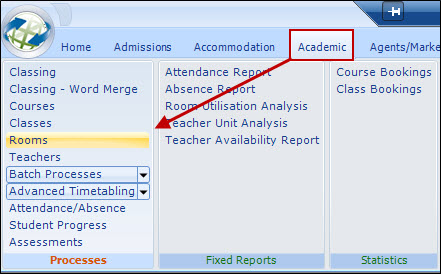 Home Admissions Accommodation Academic Agents/Marke
Classing
Classing - Word Merge
Courses
Classes
Rooms
Teachers
Batch Processes
Advanced Timetabling
Attendance/Absence
Student Progress
Assessments
Processes
Attendance Report
Absence Report
Room Utilisation Analysis
Teacher Unit Analysis
Teacher Availability Report
Fixed Reports
Course Bookings
Class Bookings
Statistics